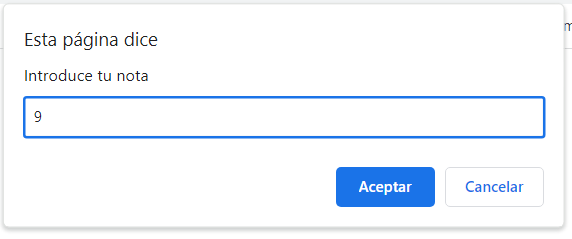 Esta página dice
Introduce tu nota
9
Aceptar
Cancelar